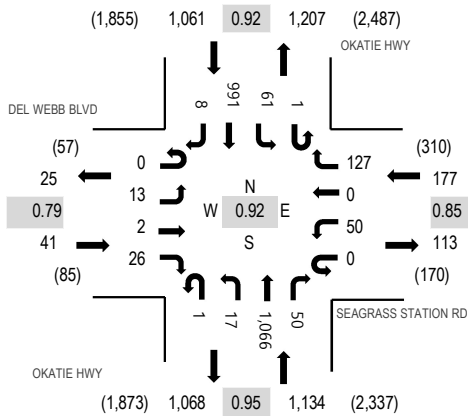 (1,855) 1,061 0.92 1,207 (2,487)
OKATIE HWY
DEL WEBB BLVD
8 991 61 1
(57)
25
0.79
41
(85)
0
13
2
26
N
W 0.92 E
S
127
0
50
0
(310)
177
0.85
113
(170)
1 17 1,066 50
SEAGRASS STATION RD
OKATIE HWY
(1,873) 1,068 0.95 1,134 (2,337)